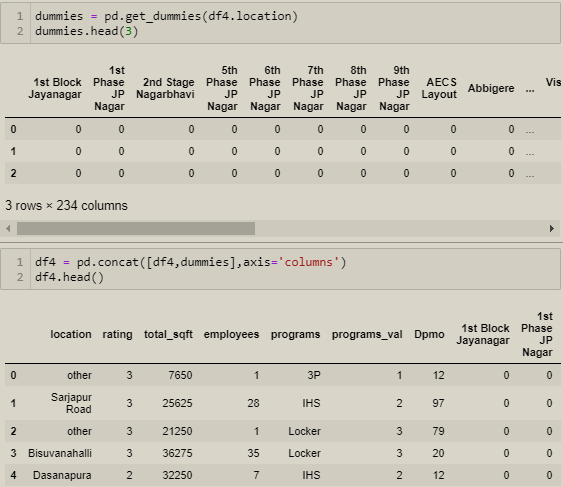 1 dummies = pd.get_dummies(df4.location)
2 dummies.head(3)
1st Block Jayanagar 1st Phase JP Nagar 2nd Stage Nagarbhavi 5th Phase JP Nagar 6th Phase JP Nagar 7th Phase JP Nagar 8th Phase JP Nagar 9th Phase JP Nagar AECS Layout Abbigere ... Vis
0 0 0 0 0 0 0 0 0 0 0 ...
1 0 0 0 0 0 0 0 0 0 0 ...
2 0 0 0 0 0 0 0 0 0 0 ...
3 rows × 234 columns
1 df4 = pd.concat([df4,dummies],axis='columns')
2 df4.head()
location rating total_sqft employees programs programs_val Dpmo 1st Block Jayanagar 1st Phase JP Nagar
0 other 3 7650 1 3P 1 12 0 0
1 Sarjapur Road 3 25625 28 IHS 2 97 0 0
2 other 3 21250 1 Locker 3 79 0 0
3 Bisuvanahalli 3 36275 35 Locker 3 20 0 0
4 Dasanapura 2 32250 7 IHS 2 12 0 0